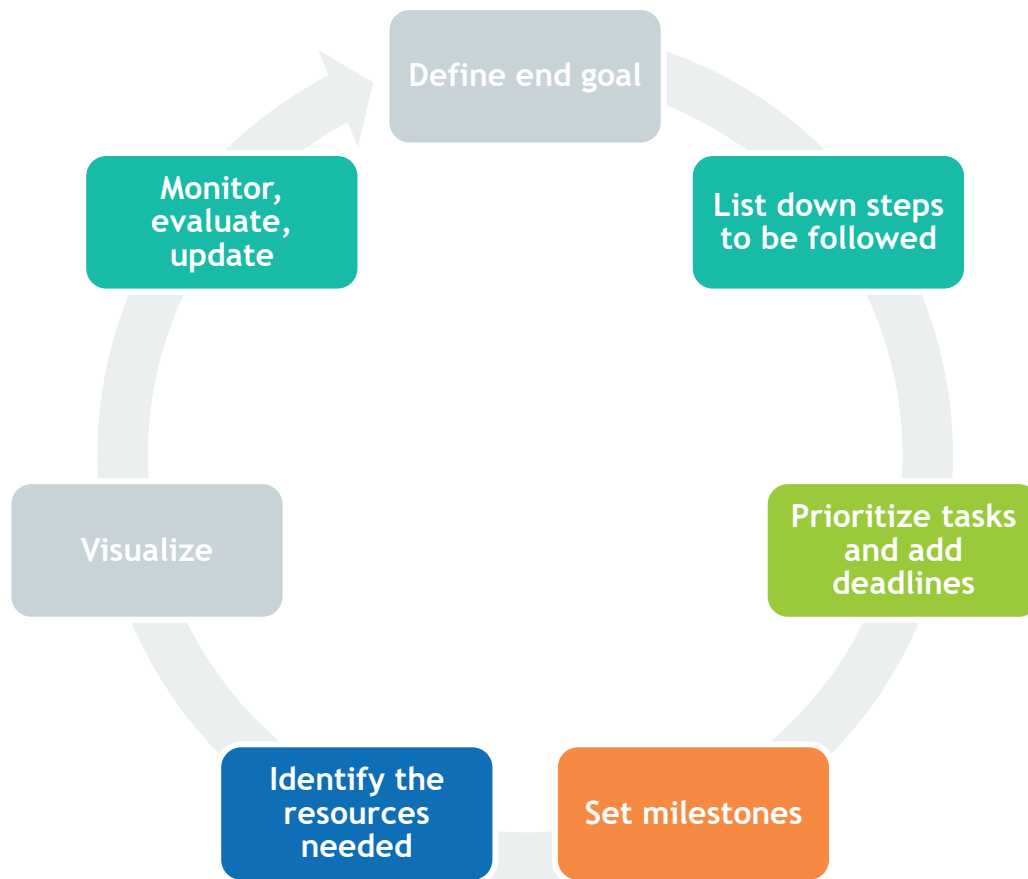 Define end goal
List down steps
to be followed
Prioritize tasks
and add
deadlines
Set milestones
Identify the
resources
needed
Visualize
Monitor,
evaluate,
update